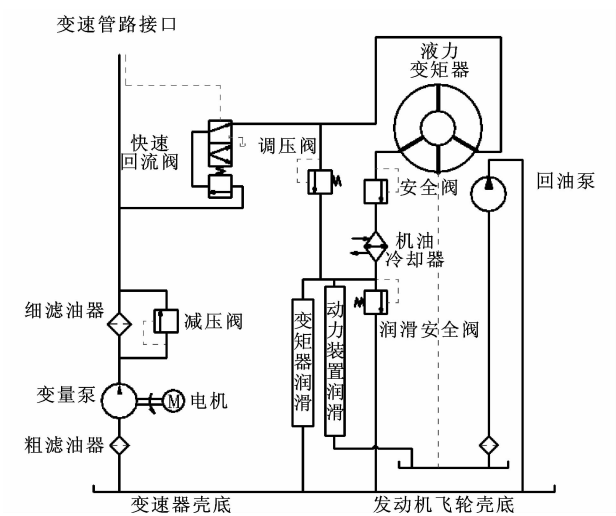 变速管路接口
液力
变矩器
快速
回流阀
调压阀
安全阀
回油泵
机油
冷却器
细滤油器
减压阀
变矩器润滑
动力装置润滑
润滑安全阀
变量泵
M
电机
粗滤油器
变速器壳底
发动机飞轮壳底